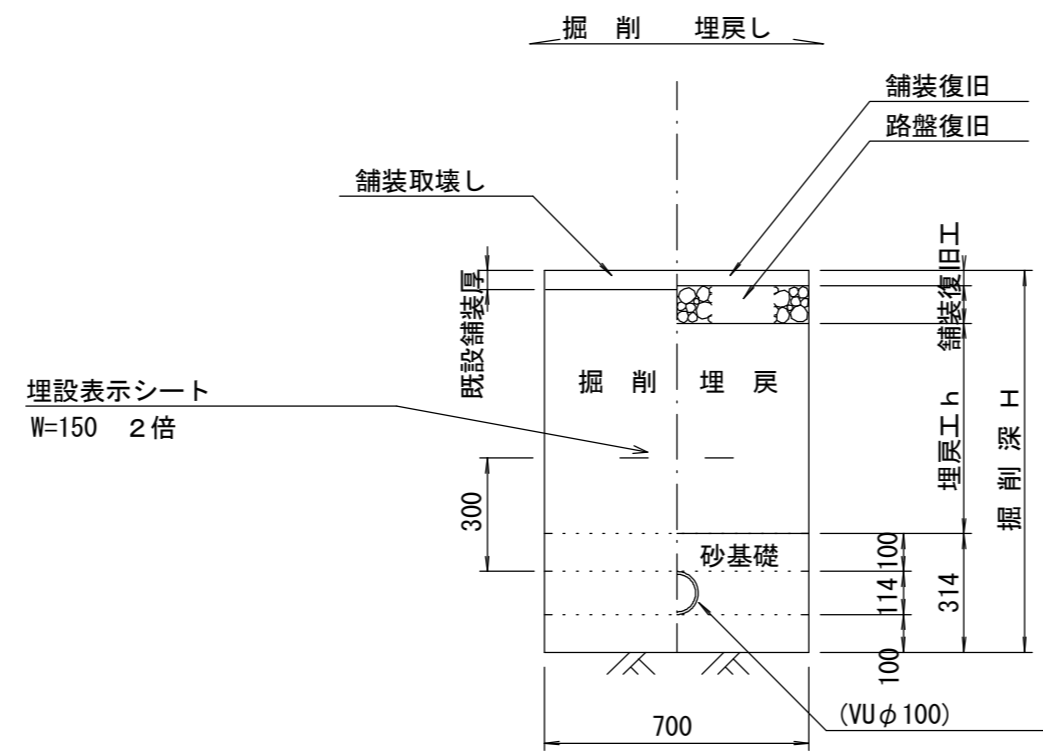 掘 削 埋戻し
舗装復旧
路盤復旧
舗装取壊し
既設舗装厚
舗装復旧工
掘 削 埋 戻
埋設表示シート
W=150 2倍
埋戻工h
掘 削 深 H
300
砂基礎
100
114
100
314
700
(VUφ100)